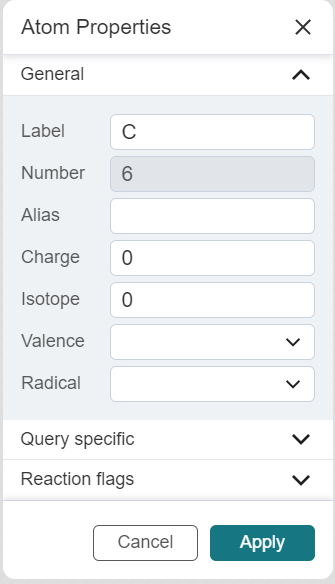 Atom Properties
General
Label C
Number 6
Alias
Charge 0
Isotope 0
Valence
Radical
Query specific
Reaction flags
Cancel Apply